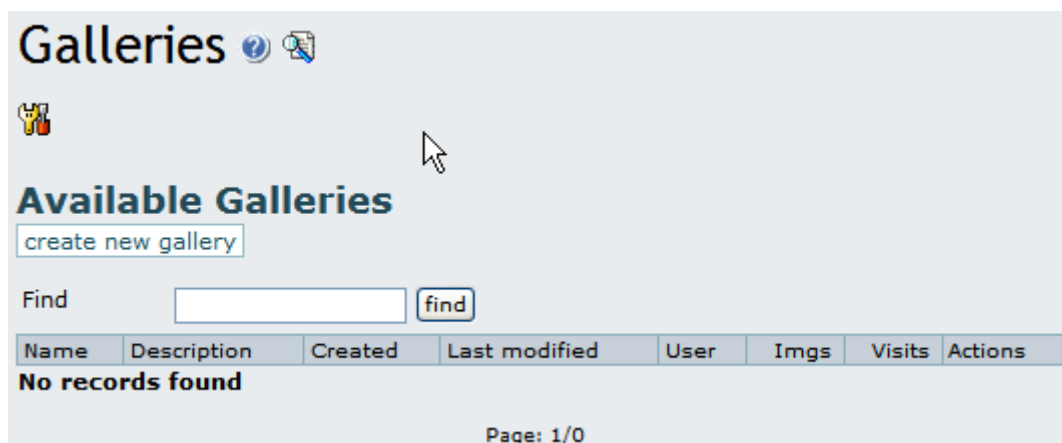 Galleries
Available Galleries
create new gallery
Find find
Name Description Created Last modified User Imgs Visits Actions
No records found
Page: 1/0